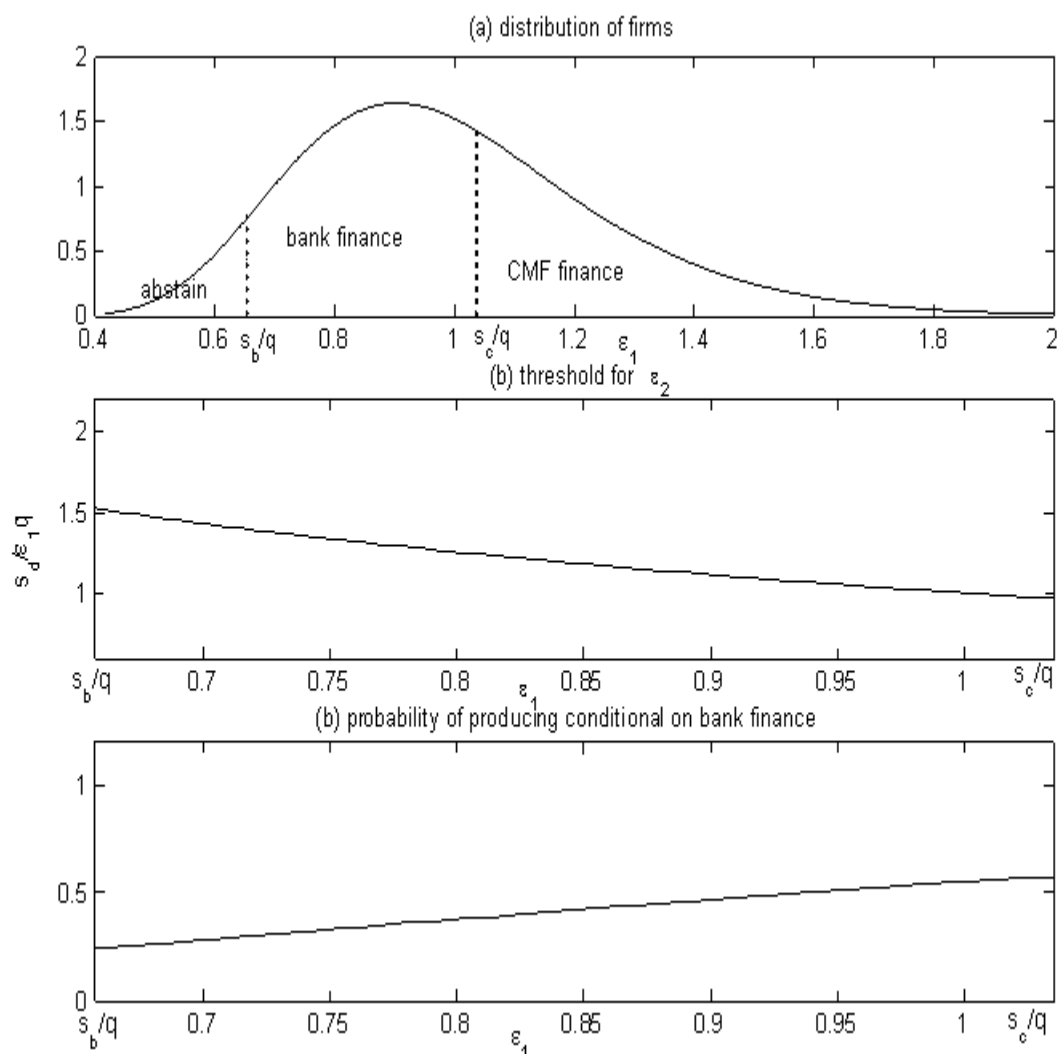 (a) distribution of firms
2
1.5
1
0.5
0
abstain
bank finance
CMF finance
0.4 0.6 s_b/q 0.8 1 s_c/q 1.2 ε_1 1.4 1.6 1.8 2
(b) threshold for ε_2
2
1.5
1
s_d/ε_1 q
s_b/q 0.7 0.75 0.8 ε_1 0.85 0.9 0.95 1 s_c/q
(b) probability of producing conditional on bank finance
1
0.5
0
s_b/q 0.7 0.75 0.8 ε_1 0.85 0.9 0.95 1 s_c/q